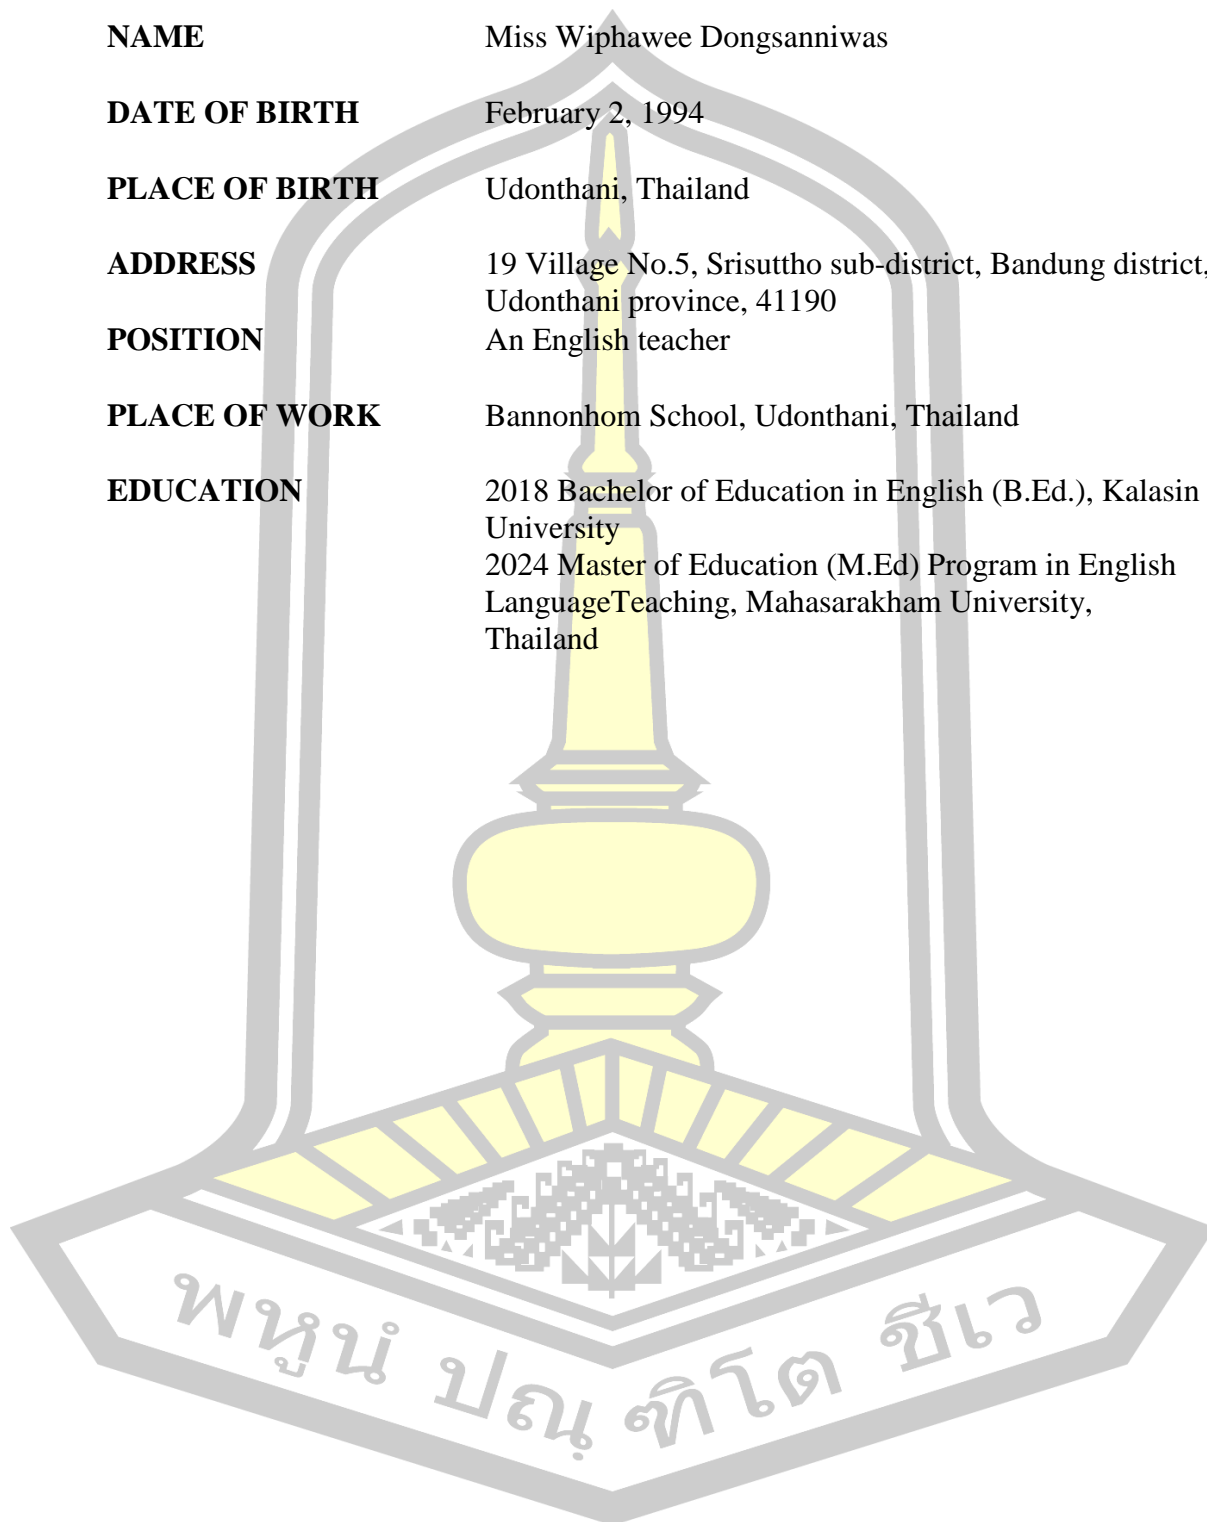 NAME Miss Wiphawee Dongsanniwas
DATE OF BIRTH February 2, 1994
PLACE OF BIRTH Udonthani, Thailand
ADDRESS 19 Village No.5, Srisuttho sub-district, Bandung district,
Udonthani province, 41190
POSITION An English teacher
PLACE OF WORK Bannonhom School, Udonthani, Thailand
EDUCATION 2018 Bachelor of Education in English (B.Ed.), Kalasin
University
2024 Master of Education (M.Ed) Program in English
LanguageTeaching, Mahasarakham University,
Thailand
พหูนํ ปณฺ ฑิโต ชีเว